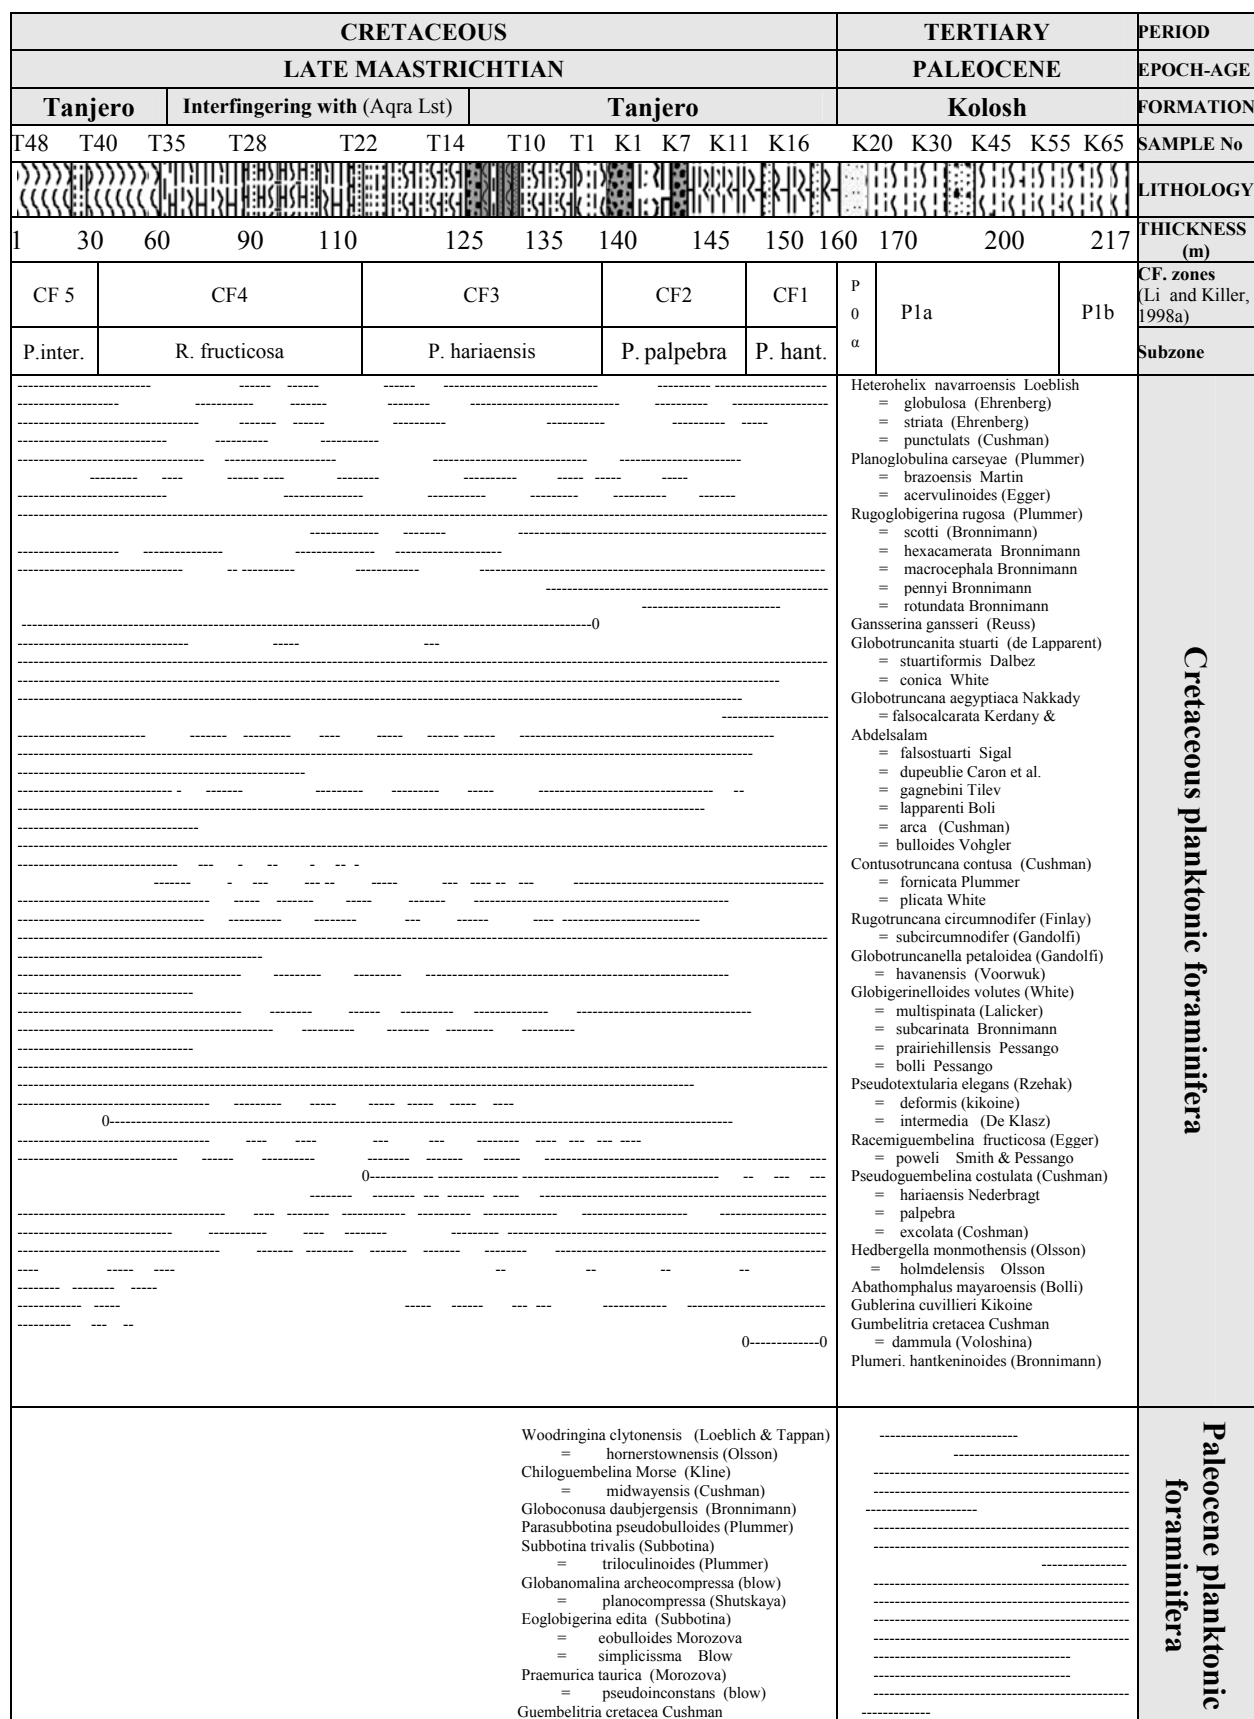 CRETACEOUS TERTIARY PERIOD
LATE MAASTRICHTIAN PALEOCENE EPOCH-AGE
Tanjero Interfingering with (Aqra Lst) Tanjero Kolosh FORMATION
T48 T40 T35 T28 T22 T14 T10 T1 K1 K7 K11 K16 K20 K30 K45 K55 K65 SAMPLE No
LITHOLOGY
1 30 60 90 110 125 135 140 145 150 160 170 200 217 THICKNESS
(m)
CF 5 CF4 CF3 CF2 CF1 P 0 α P1a P1b CF. zones
(Li and Killer,
1998a)
P.inter. R. fructicosa P. hariaensis P. palpebra P. hant. Subzone
Heterohelix navarroensis Loeblish
= globulosa (Ehrenberg)
= striata (Ehrenberg)
= punctulats (Cushman)
Planoglobulina carseyae (Plummer)
= brazoensis Martin
= acervulinoides (Egger)
Rugoglobigerina rugosa (Plummer)
= scotti (Bronnimann)
= hexacamerata Bronnimann
= macrocephala Bronnimann
= pennyi Bronnimann
= rotundata Bronnimann
0 Gansserina gansseri (Reuss)
Globotruncanita stuarti (de Lapparent)
= stuartiformis Dalbez
= conica White
Globotruncana aegyptiaca Nakkady
= falsocalcarata Kerdany &
Abdelsalam
= falsostuarti Sigal
= dupeublie Caron et al.
= gagnebini Tilev
= lapparenti Boli
= arca (Cushman)
= bulloides Vohgler
Contusotruncana contusa (Cushman)
= fornicata Plummer
= plicata White
Rugotruncana circumnodifer (Finlay)
= subcircumnodifer (Gandolfi)
Globotruncanella petaloidea (Gandolfi)
= havanensis (Voorwuk)
Globigerinelloides volutes (White)
= multispinata (Lalicker)
= subcarinata Bronnimann
= prairiehillensis Pessango
= bolli Pessango
Pseudotextularia elegans (Rzehak)
= deformis (kikoine)
0 = intermedia (De Klasz)
Racemiguembelina fructicosa (Egger)
= poweli Smith & Pessango
0 Pseudoguembelina costulata (Cushman)
= hariaensis Nederbragt
= palpebra
= excolata (Coshman)
Hedbergella monmothensis (Olsson)
= holmdelensis Olsson
Abathomphalus mayaroensis (Bolli)
Gublerina cuvillieri Kikoine
Gumbelitria cretacea Cushman
0 0 = dammula (Voloshina)
Plumeri. hantkeninoides (Bronnimann)
Cretaceous planktonic foraminifera
Woodringina clytonensis (Loeblich & Tappan)
= hornerstownensis (Olsson)
Chiloguembelina Morse (Kline)
= midwayensis (Cushman)
Globoconusa daubjergensis (Bronnimann)
Parasubbotina pseudobulloides (Plummer)
Subbotina trivalis (Subbotina)
= triloculinoides (Plummer)
Globanomalina archeocompressa (blow)
= planocompressa (Shutskaya)
Eoglobigerina edita (Subbotina)
= eobulloides Morozova
= simplicissma Blow
Praemurica taurica (Morozova)
= pseudoinconstans (blow)
Guembelitria cretacea Cushman
Paleocene planktonic
foraminifera